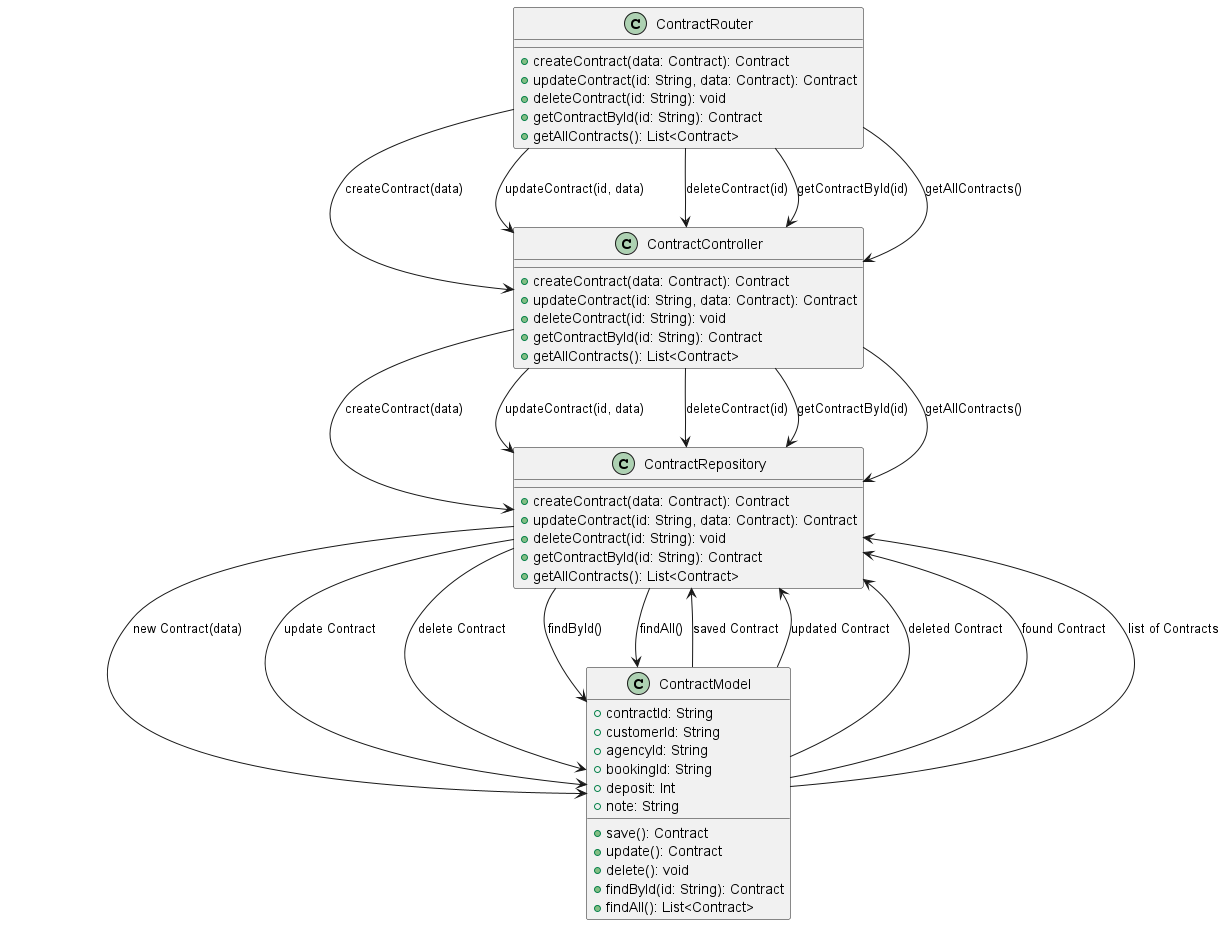 C ContractRouter
createContract(data: Contract): Contract
updateContract(id: String, data: Contract): Contract
deleteContract(id: String): void
getContractById(id: String): Contract
getAllContracts(): List<Contract>
createContract(data) updateContract(id, data) deleteContract(id) getContractById(id) getAllContracts()
C ContractController
createContract(data: Contract): Contract
updateContract(id: String, data: Contract): Contract
deleteContract(id: String): void
getContractById(id: String): Contract
getAllContracts(): List<Contract>
createContract(data) updateContract(id, data) deleteContract(id) getContractById(id) getAllContracts()
C ContractRepository
createContract(data: Contract): Contract
updateContract(id: String, data: Contract): Contract
deleteContract(id: String): void
getContractById(id: String): Contract
getAllContracts(): List<Contract>
new Contract(data) update Contract delete Contract findById() findAll() saved Contract updated Contract deleted Contract found Contract list of Contracts
C ContractModel
contractId: String
customerId: String
agencyId: String
bookingId: String
deposit: Int
note: String
save(): Contract
update(): Contract
delete(): void
findById(id: String): Contract
findAll(): List<Contract>